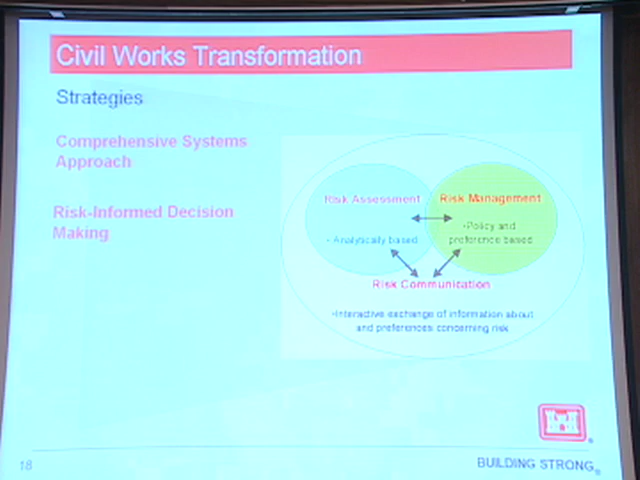 Civil Works Transformation
Strategies
Comprehensive Systems
Approach
Risk-Informed Decision
Making
Risk Assessment
- Analytically based
Risk Management
-Policy and
preference based
Risk Communication
-Interactive exchange of information about
and preferences concerning risk
18
BUILDING STRONG®